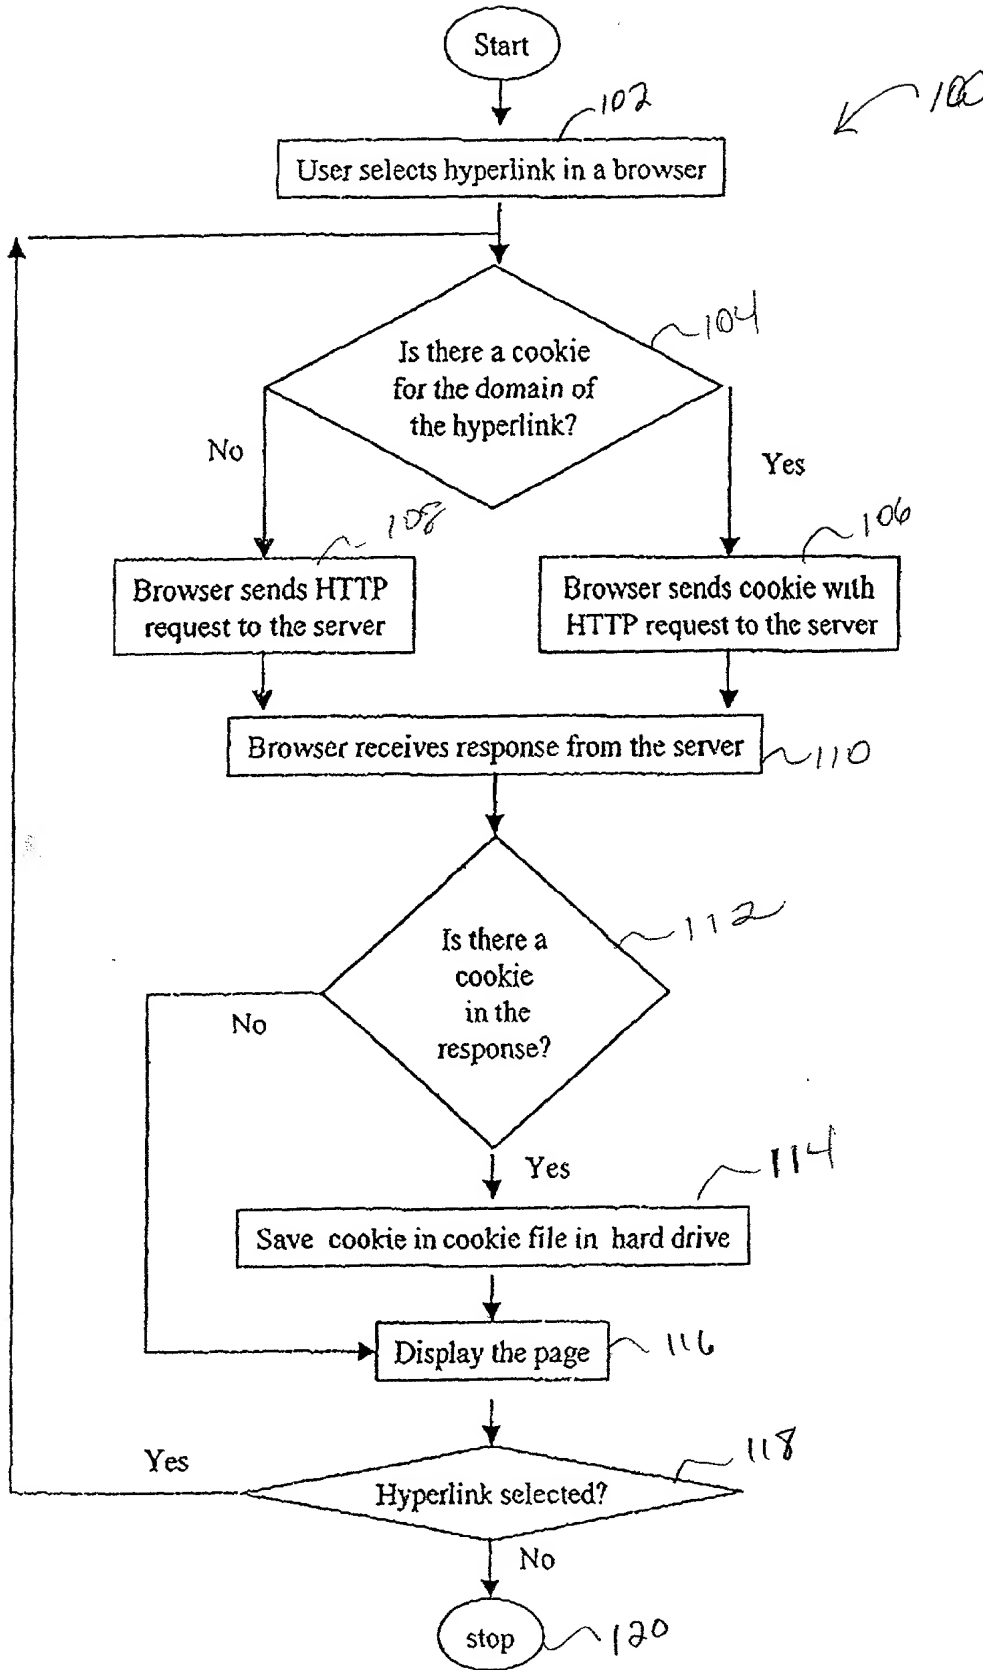 Start
102
100
User selects hyperlink in a browser
104
Is there a cookie
for the domain of
the hyperlink?
No
Yes
108
106
Browser sends HTTP
request to the server
Browser sends cookie with
HTTP request to the server
Browser receives response from the server
110
112
Is there a
cookie
in the
response?
No
Yes
114
Save cookie in cookie file in hard drive
Display the page
116
Yes
118
Hyperlink selected?
No
stop
120